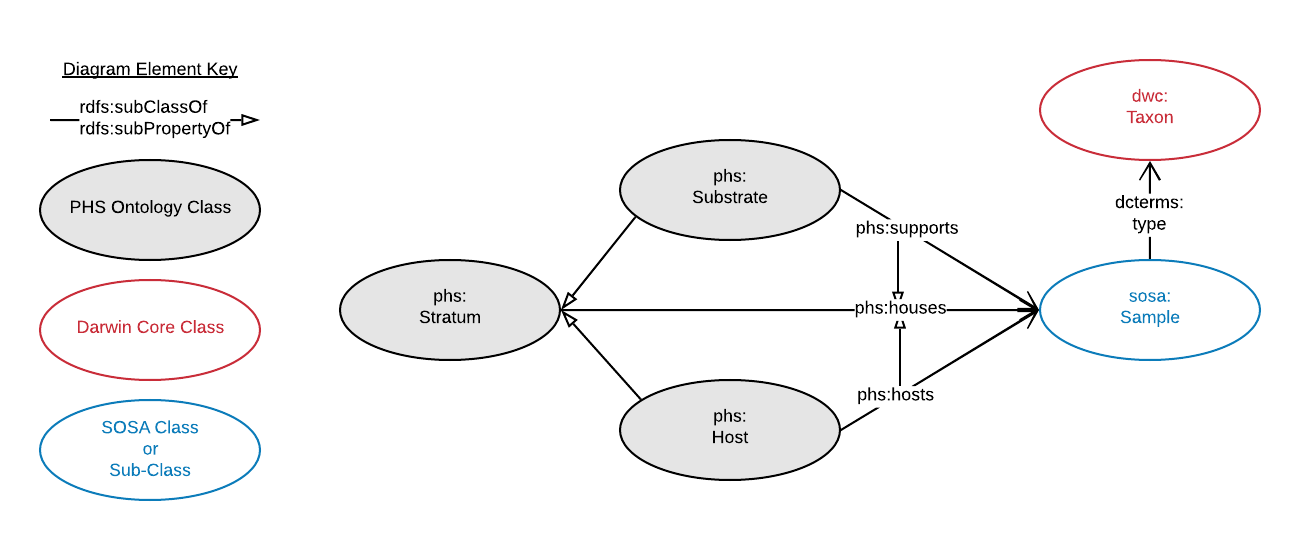 Diagram Element Key
rdfs:subClassOf
rdfs:subPropertyOf
PHS Ontology Class
Darwin Core Class
SOSA Class
or
Sub-Class
phs:
Stratum
phs:
Substrate
phs:
Host
phs:supports
phs:houses
phs:hosts
dwc:
Taxon
dcterms:
type
sosa:
Sample